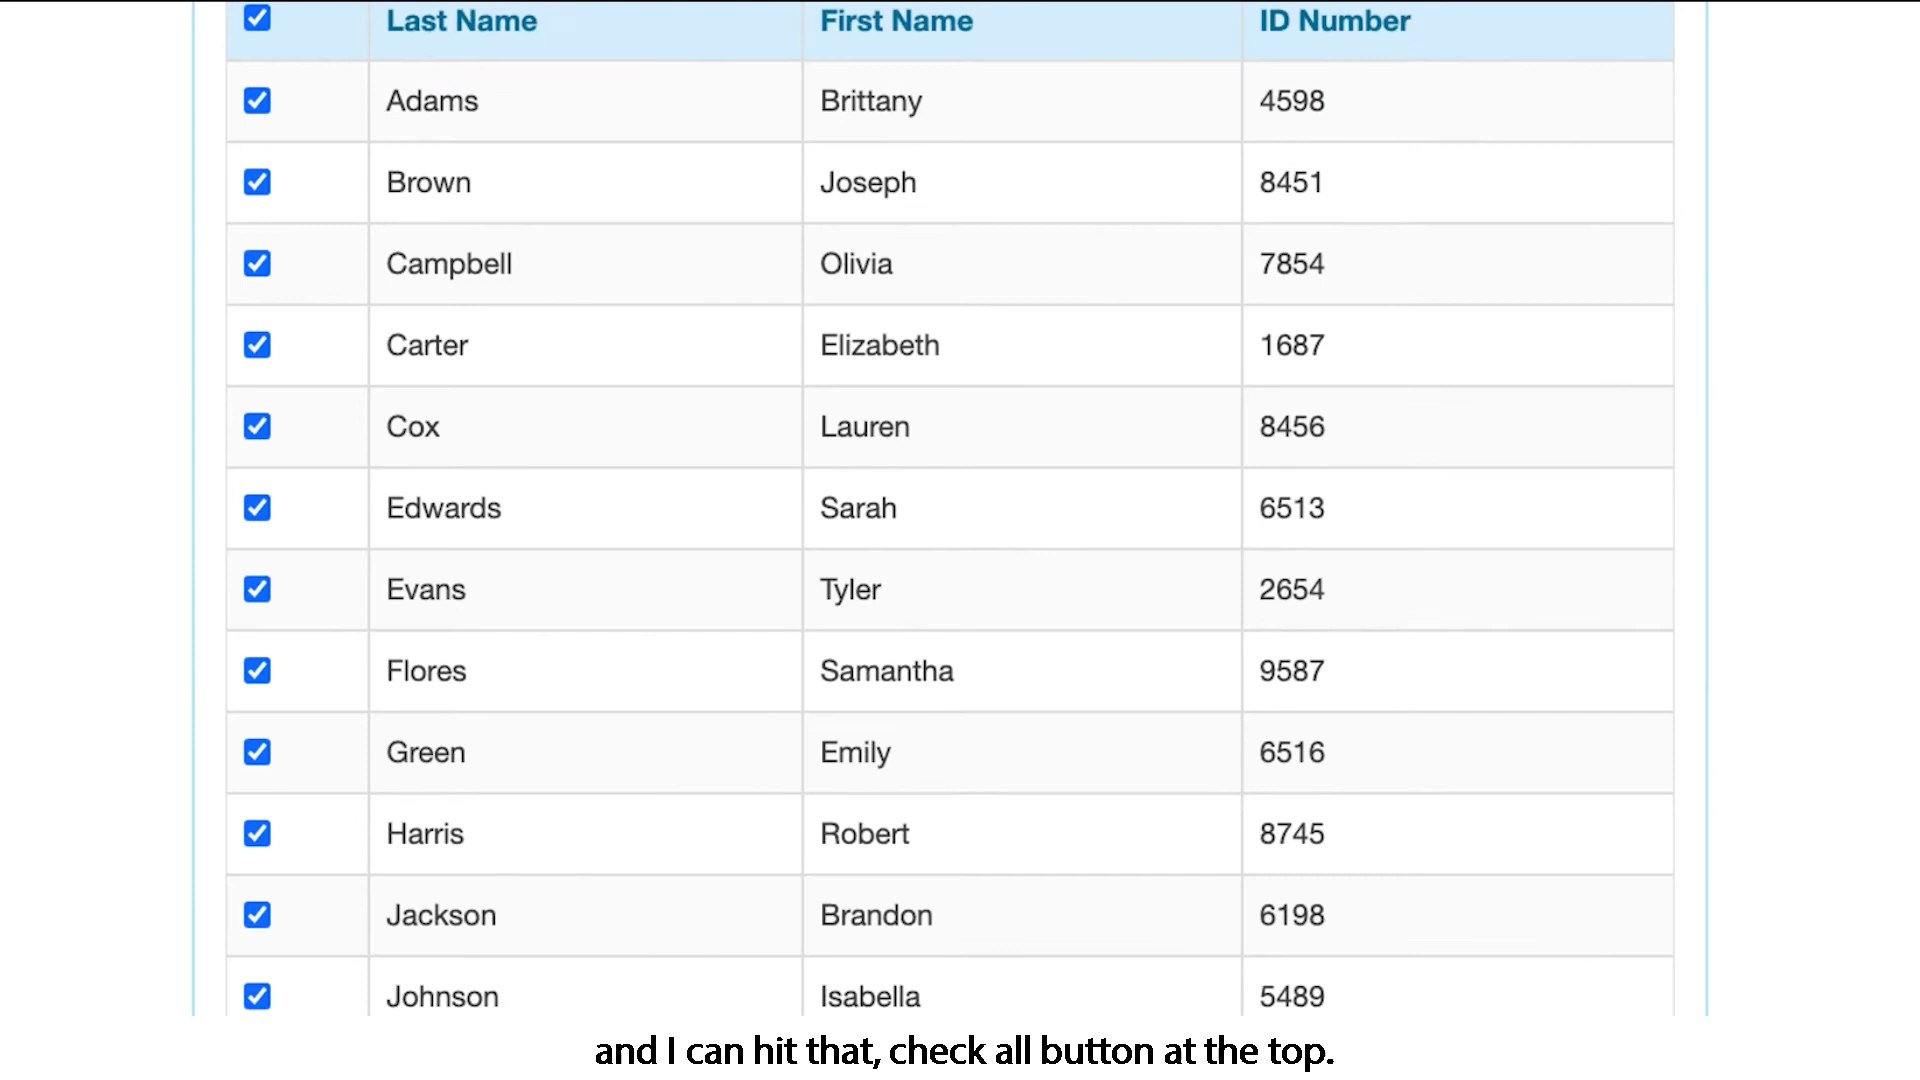 Last Name First Name ID Number
Adams Brittany 4598
Brown Joseph 8451
Campbell Olivia 7854
Carter Elizabeth 1687
Cox Lauren 8456
Edwards Sarah 6513
Evans Tyler 2654
Flores Samantha 9587
Green Emily 6516
Harris Robert 8745
Jackson Brandon 6198
Johnson Isabella 5489
and I can hit that, check all button at the top.